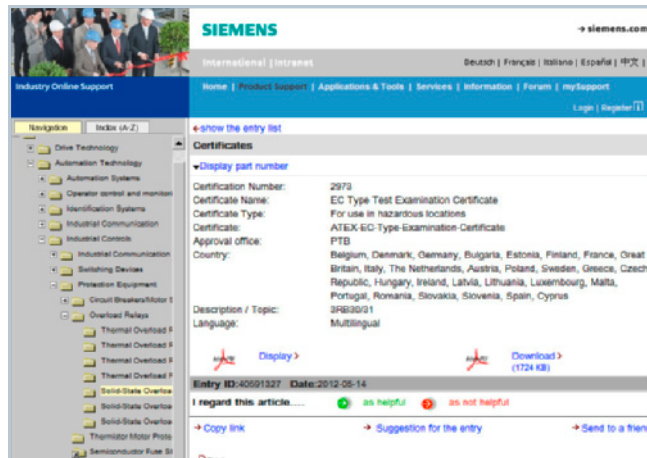 SIEMENS
→ siemens.com
International | Intranet
Deutsch | Français | Italiano | Español | 中文 |
Industry Online Support
Home | Product Support | Applications & Tools | Services | Information | Forum | mySupport
Login | Register
Navigation
Index (A-Z)
←show the entry list
Certificates
Display part number
Drive Technology
Automation Technology
Automation Systems
Operator control and monitori
Identification Systems
Industrial Communication
Industrial Controls
Industrial Communication
Switching Devices
Protection Equipment
Circuit Breakers/Motor S
Overload Relays
Thermal Overload R
Thermal Overload R
Thermal Overload R
Thermal Overload R
Solid-State Overloa
Solid-State Overloa
Solid-State Overloa
Thermistor Motor Prote
Semiconductor Fuse Si
Certification Number: 2973
Certificate Name: EC Type Test Examination Certificate
Certificate Type: For use in hazardous locations
Certificate: ATEX-EC-Type-Examination-Certificate
Approval office: PTB
Country: Belgium, Denmark, Germany, Bulgaria, Estonia, Finland, France, Great
Britain, Italy, The Netherlands, Austria, Poland, Sweden, Greece, Czech
Republic, Hungary, Ireland, Latvia, Lithuania, Luxembourg, Malta,
Portugal, Romania, Slovakia, Slovenia, Spain, Cyprus
Description / Topic: 3RB30/31
Language: Multilingual
Display >
Download >
(1724 KB)
Entry ID:40591327 Date:2012-05-14
I regard this article.....
as helpful
as not helpful
→ Copy link
→ Suggestion for the entry
→ Send to a frien